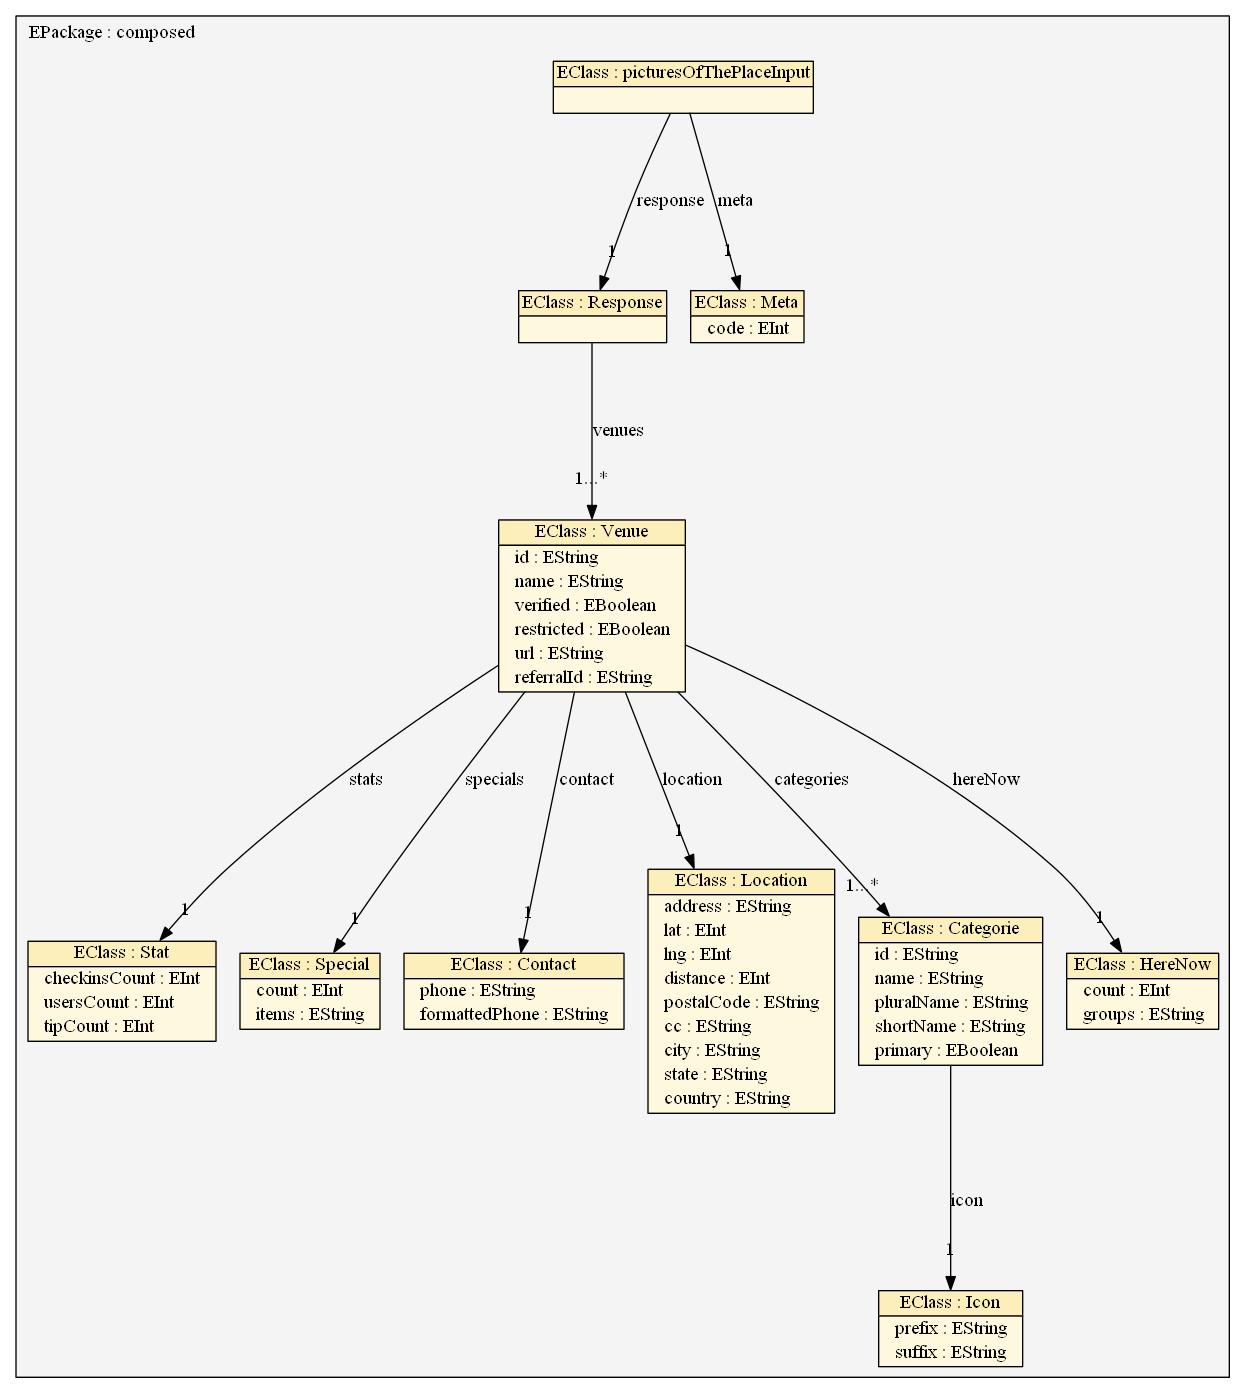 EPackage : composed
EClass : picturesOfThePlaceInput
response
meta
1
1
EClass : Response
EClass : Meta
code : EInt
venues
1...*
EClass : Venue
id : EString
name : EString
verified : EBoolean
restricted : EBoolean
url : EString
referralId : EString
stats
specials
contact
location
categories
hereNow
1
1
1
1
1...*
1
EClass : Stat
checkinsCount : EInt
usersCount : EInt
tipCount : EInt
EClass : Special
count : EInt
items : EString
EClass : Contact
phone : EString
formattedPhone : EString
EClass : Location
address : EString
lat : EInt
lng : EInt
distance : EInt
postalCode : EString
cc : EString
city : EString
state : EString
country : EString
EClass : Categorie
id : EString
name : EString
pluralName : EString
shortName : EString
primary : EBoolean
EClass : HereNow
count : EInt
groups : EString
icon
1
EClass : Icon
prefix : EString
suffix : EString